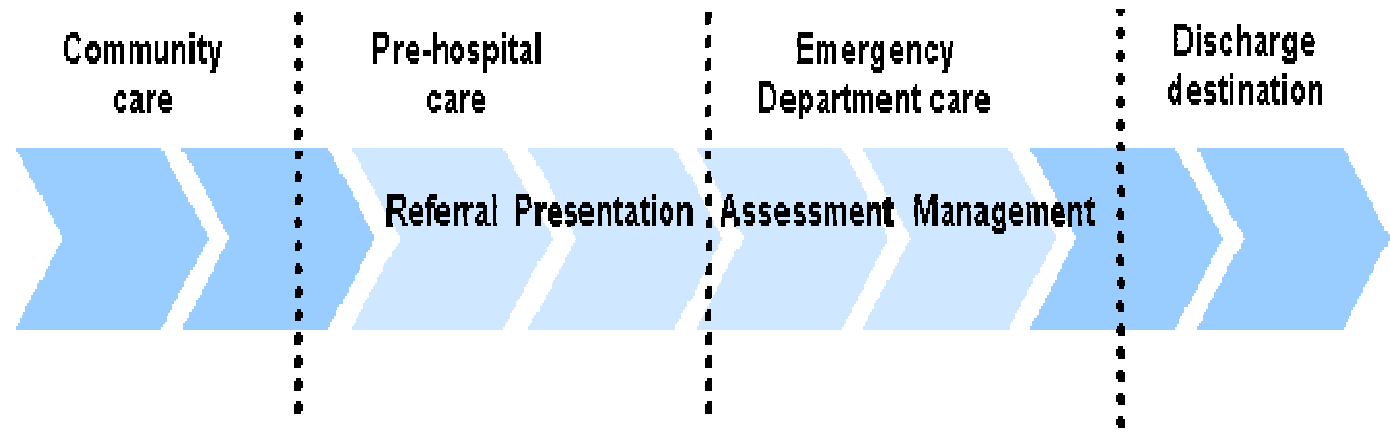 Community
care
Pre-hospital
care
Emergency
Department care
Discharge
destination
Referral Presentation Assessment Management